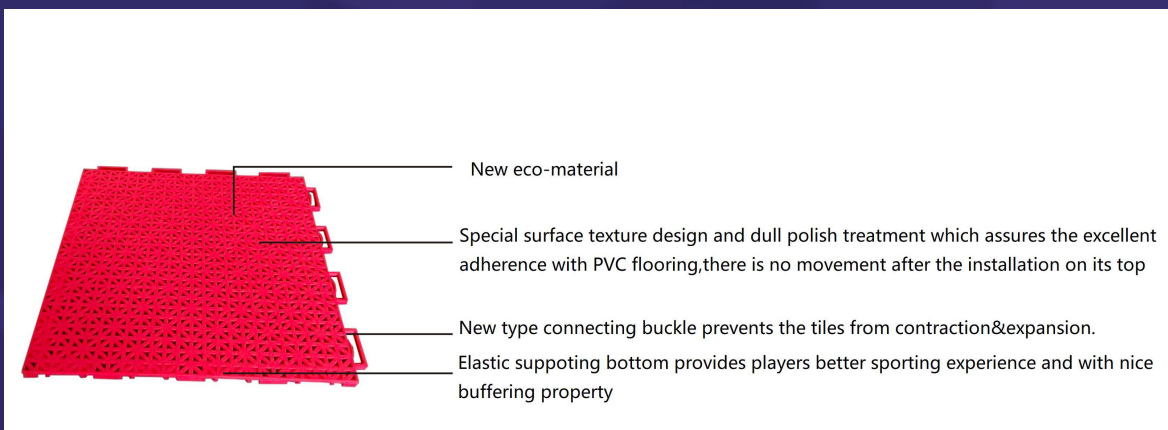 New eco-material
Special surface texture design and dull polish treatment which assures the excellent
adherence with PVC flooring,there is no movement after the installation on its top
New type connecting buckle prevents the tiles from contraction&expansion.
Elastic suppoting bottom provides players better sporting experience and with nice
buffering property